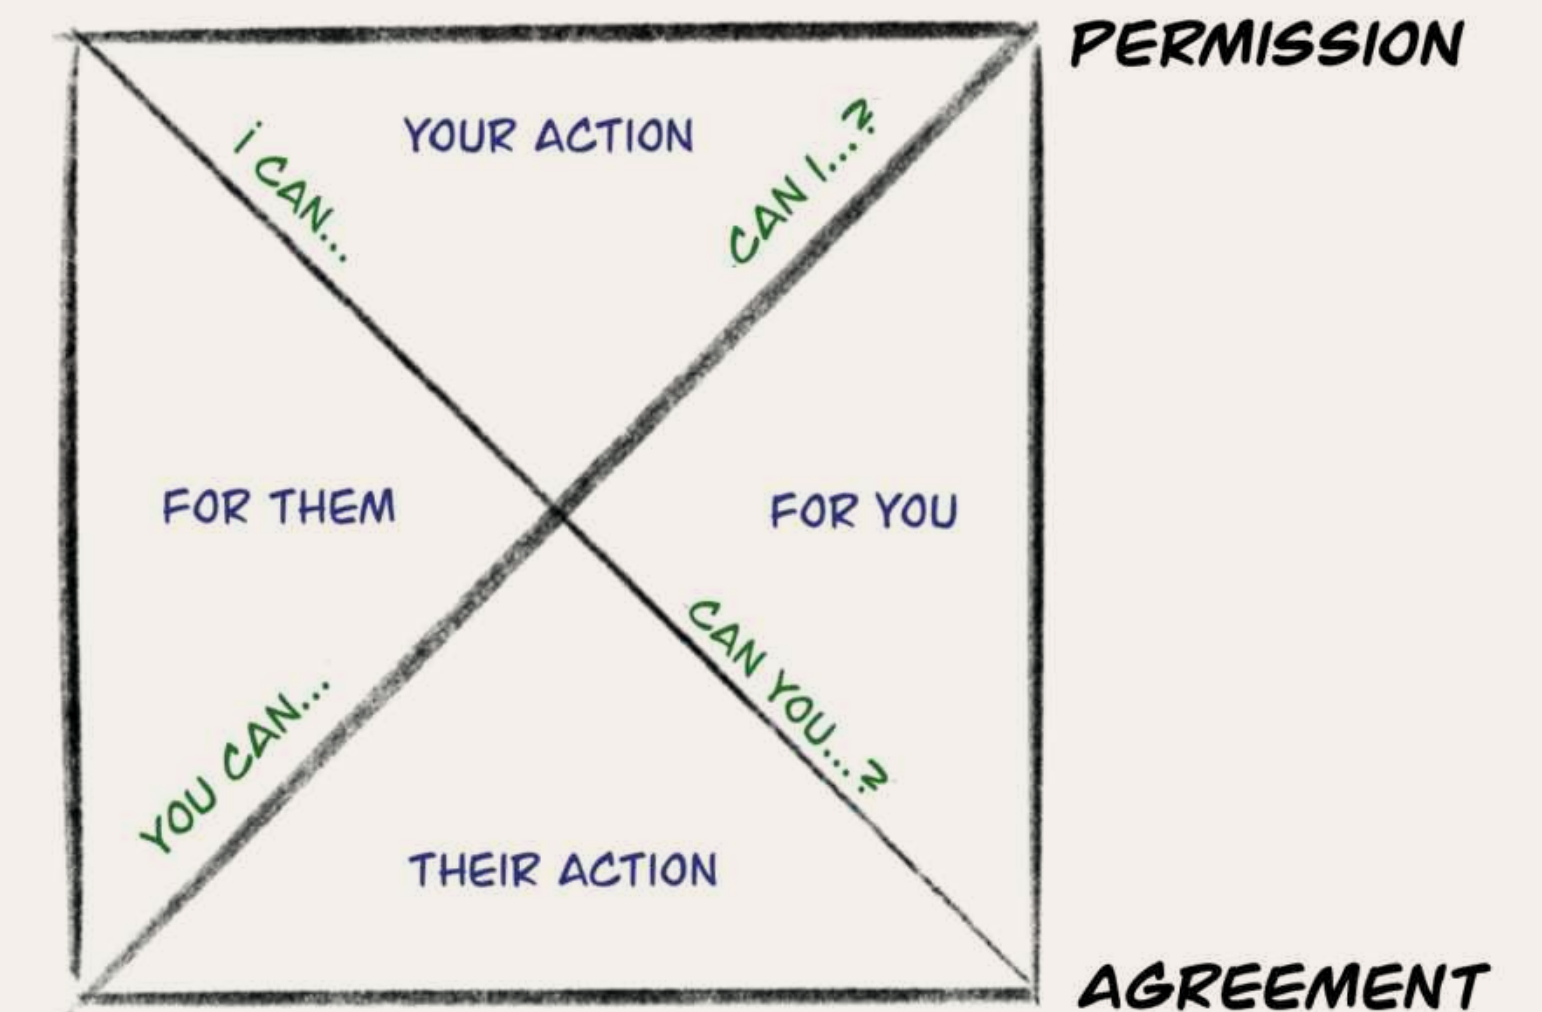 PERMISSION
YOUR ACTION
i CAN...
CAN I...?
FOR THEM
FOR YOU
CAN YOU...?
YOU CAN...
THEIR ACTION
AGREEMENT